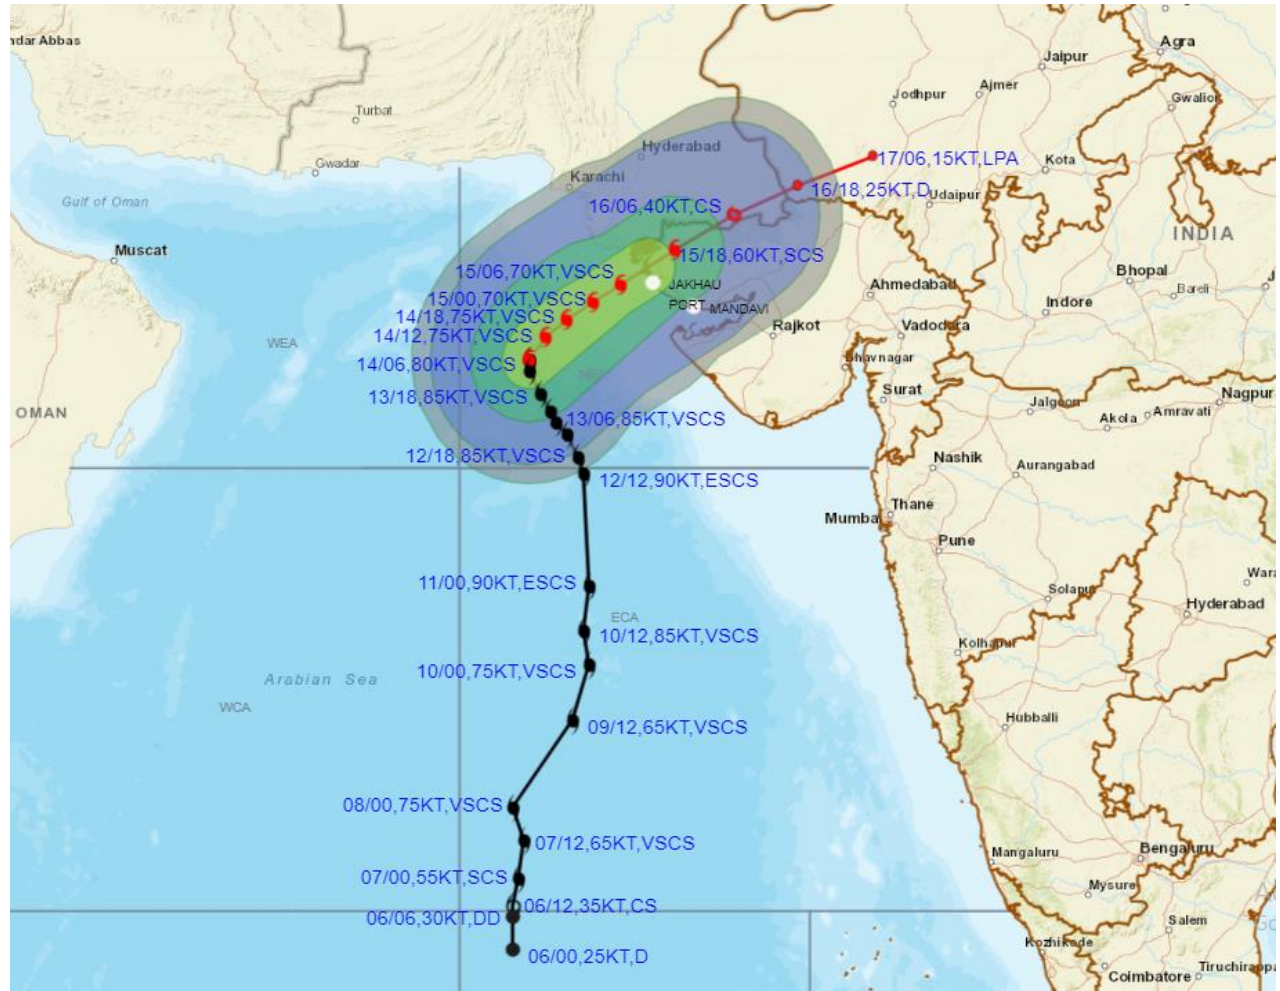 ndar Abbas
Agra
Jaipur
Ajmer
Jodhpur
Gwalior
Turbat
Hyderabad
Gwadar
Karachi
17/06,15KT,LPA
Kota
16/18,25KT,D
Udaipur
Gulf of Oman
16/06,40KT,CS
INDIA
Muscat
15/18,60KT,SCS
15/06,70KT,VSCS
Bhopal
JAKHAU
PORT
Ahmedabad
Bareli
J
15/00,70KT,VSCS
MANDAVI
Indore
14/18,75KT,VSCS
Rajkot
Vadodara
14/12,75KT,VSCS
WEA
Bhavnagar
14/06,80KT,VSCS
Surat
Nagpur
13/18,85KT,VSCS
Jalgaon
Akola
Amravati
OMAN
13/06,85KT,VSCS
12/18,85KT,VSCS
Nashik
Aurangabad
12/12,90KT,ESCS
Thane
Mumbai
Pune
11/00,90KT,ESCS
Solapur
Wara
Hyderabad
ECA
10/12,85KT,VSCS
Kolhapur
10/00,75KT,VSCS
Arabian Sea
WCA
Hubballi
09/12,65KT,VSCS
08/00,75KT,VSCS
07/12,65KT,VSCS
Mangaluru
Bengaluru
07/00,55KT,SCS
Mysuru
06/12,35KT,CS
06/06,30KT,DD
Salem
Kozhikode
06/00,25KT,D
Coimbatore
Tiruchirappa